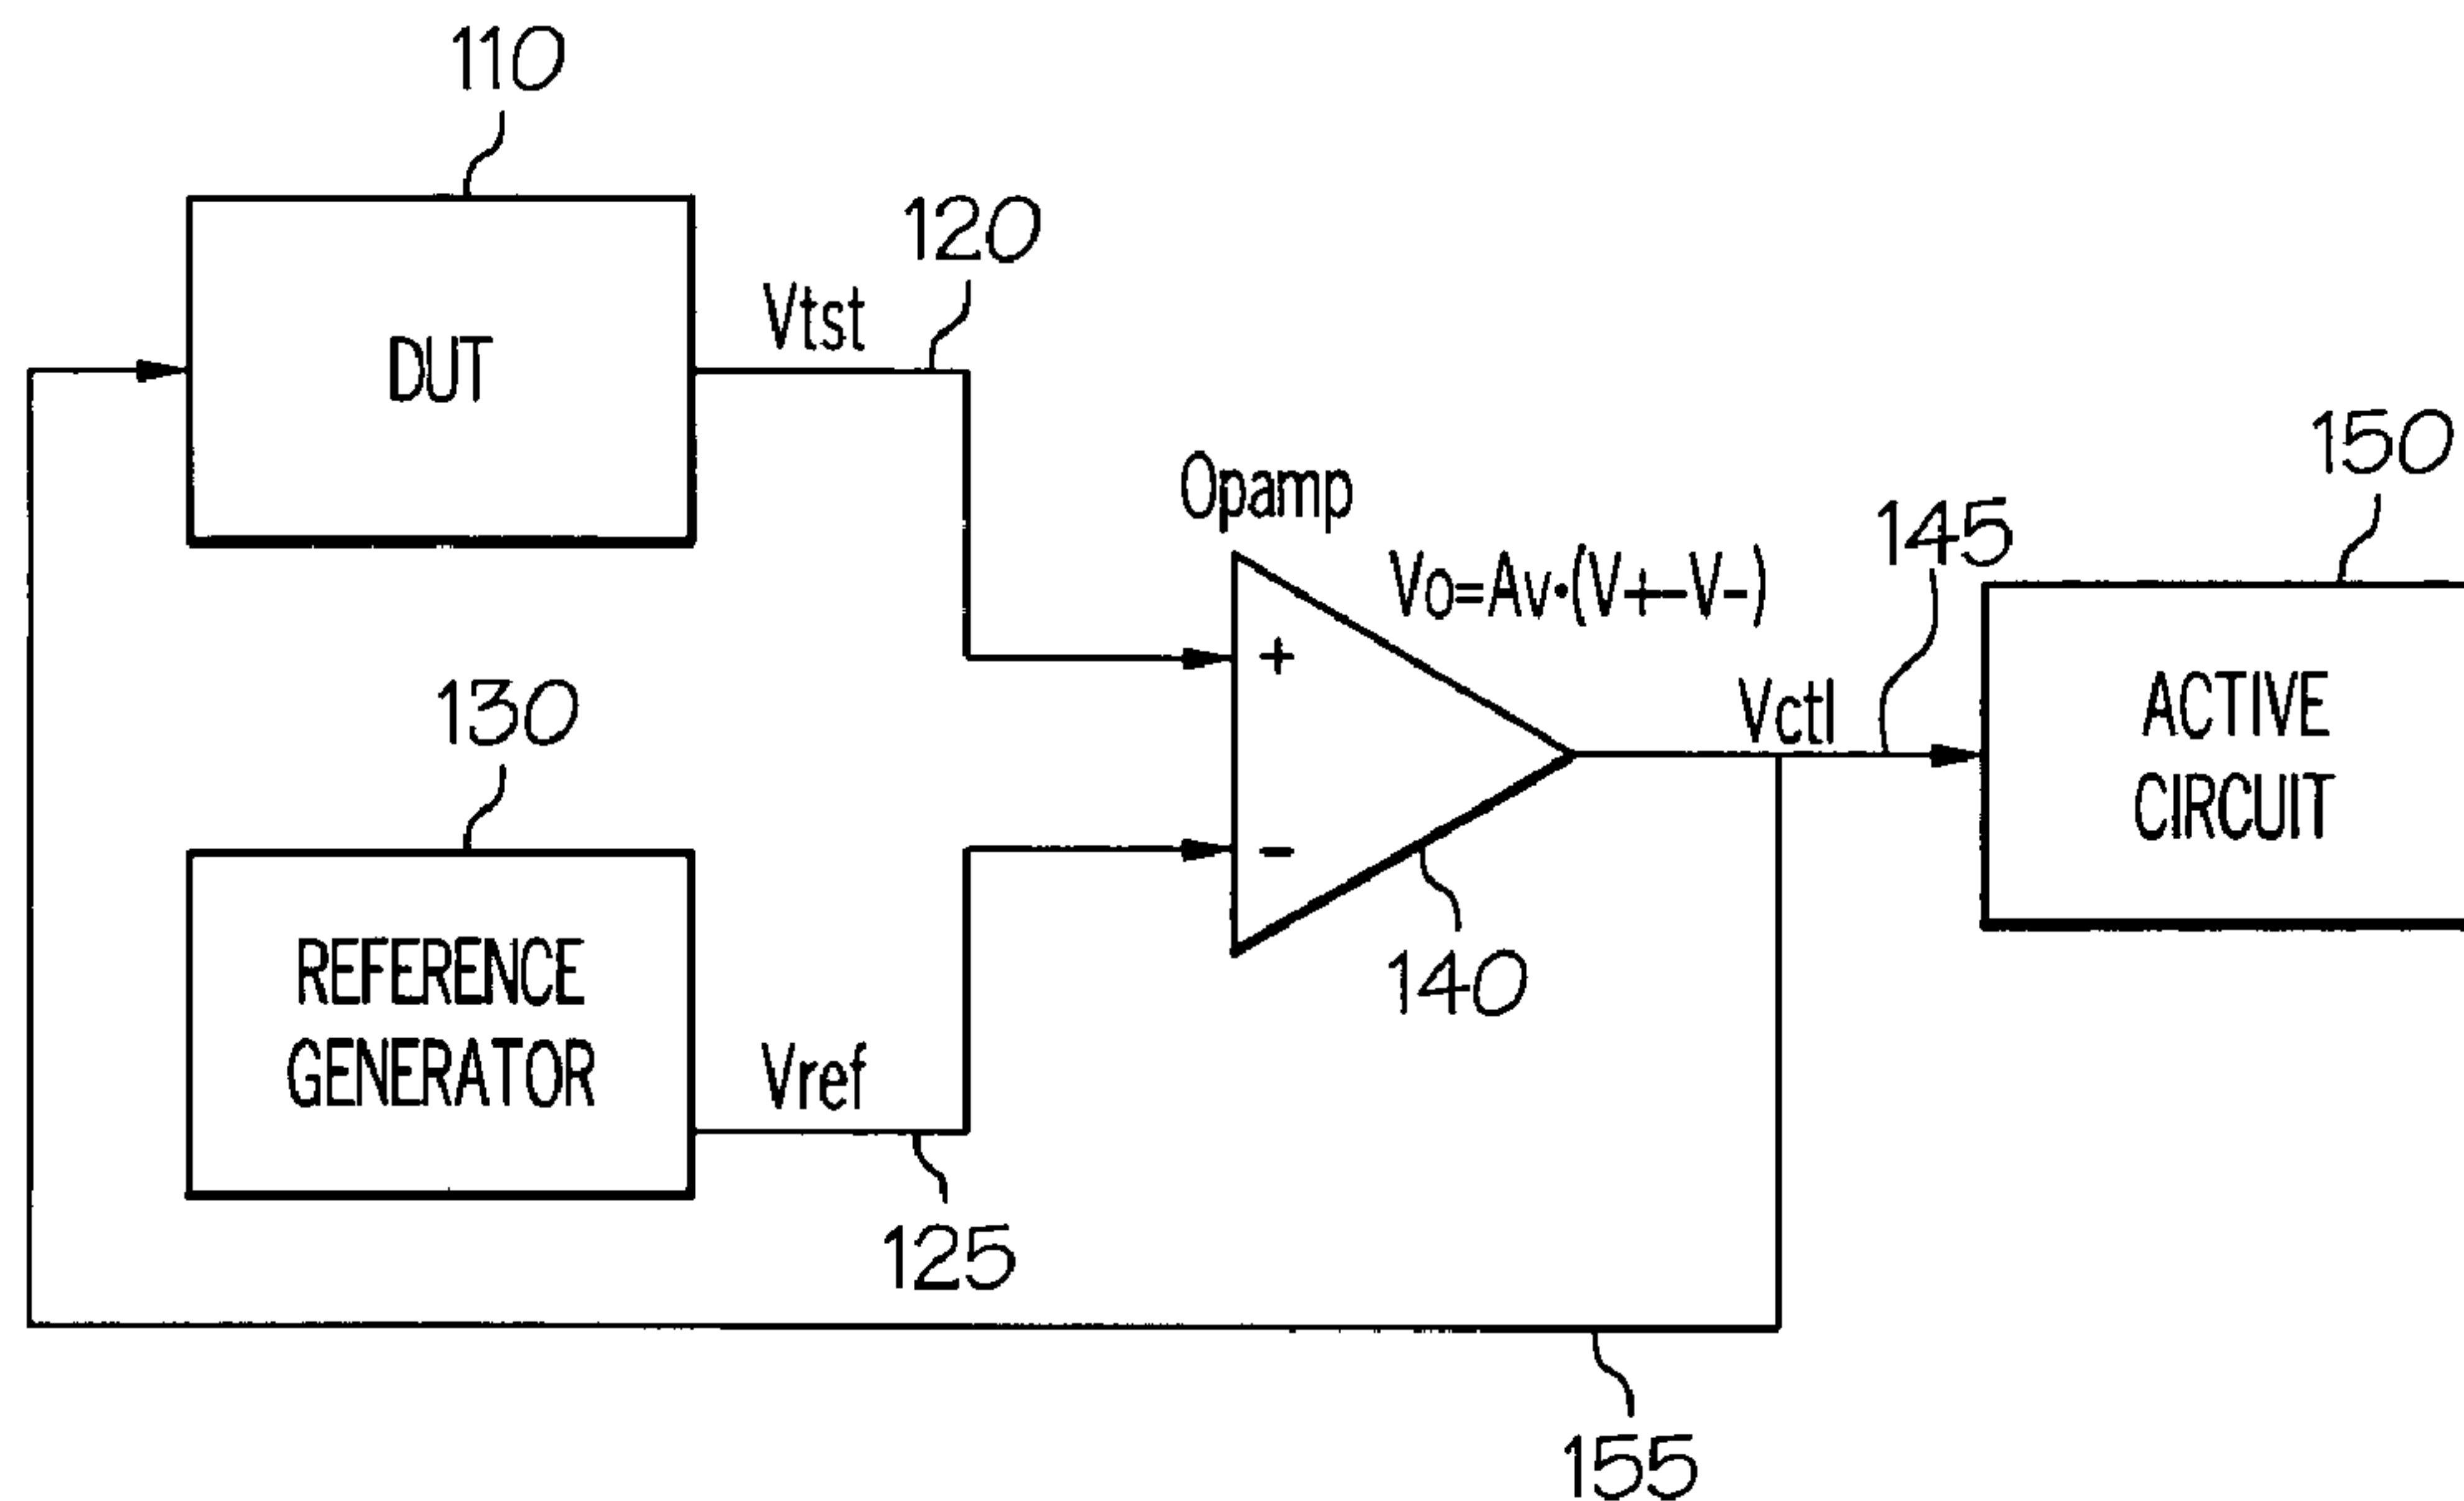 110
120
Vtst
DUT
150
Opamp
145
Vo=Av•(V+-V-)
130
Vctl
ACTIVE
CIRCUIT
+
-
REFERENCE
GENERATOR
140
Vref
125
155